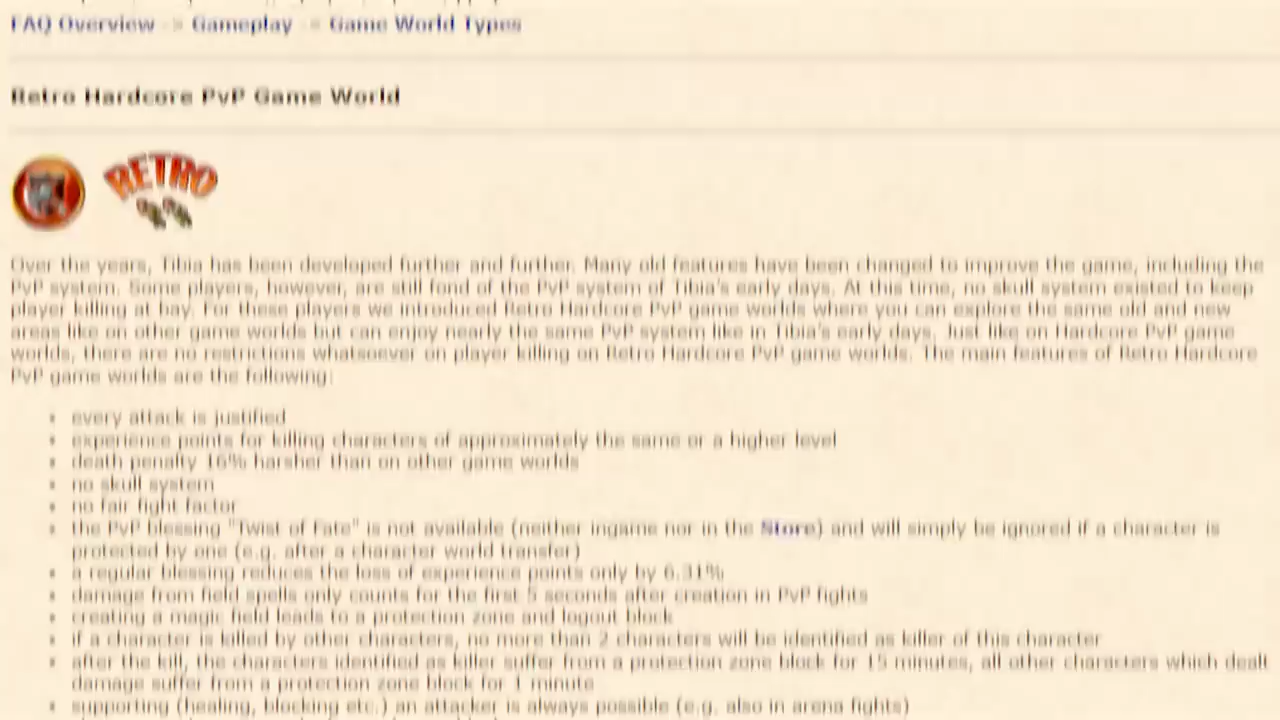 FAQ Overview -> Gameplay -> Game World Types
Retro Hardcore PvP Game World
RETRO
Over the years, Tibia has been developed further and further. Many old features have been changed to improve the game, including the
PvP system. Some players, however, are still fond of the PvP system of Tibia's early days. At this time, no skull system existed to keep
player killing at bay. For these players we introduced Retro Hardcore PvP game worlds where you can explore the same old and new
areas like on other game worlds but can enjoy nearly the same PvP system like in Tibia's early days. Just like on Hardcore PvP game
worlds, there are no restrictions whatsoever on player killing on Retro Hardcore PvP game worlds. The main features of Retro Hardcore
PvP game worlds are the following:
• every attack is justified
• experience points for killing characters of approximately the same or a higher level
• death penalty 16% harsher than on other game worlds
• no skull system
• no fair fight factor
• the PvP blessing "Twist of Fate" is not available (neither ingame nor in the Store) and will simply be ignored if a character is
protected by one (e.g. after a character world transfer)
• a regular blessing reduces the loss of experience points only by 6.31%
• damage from field spells only counts for the first 5 seconds after creation in PvP fights
• creating a magic field leads to a protection zone and logout block
• if a character is killed by other characters, no more than 2 characters will be identified as killer of this character
• after the kill, the characters identified as killer suffer from a protection zone block for 15 minutes, all other characters which dealt
damage suffer from a protection zone block for 1 minute
• supporting (healing, blocking etc.) an attacker is always possible (e.g. also in arena fights)